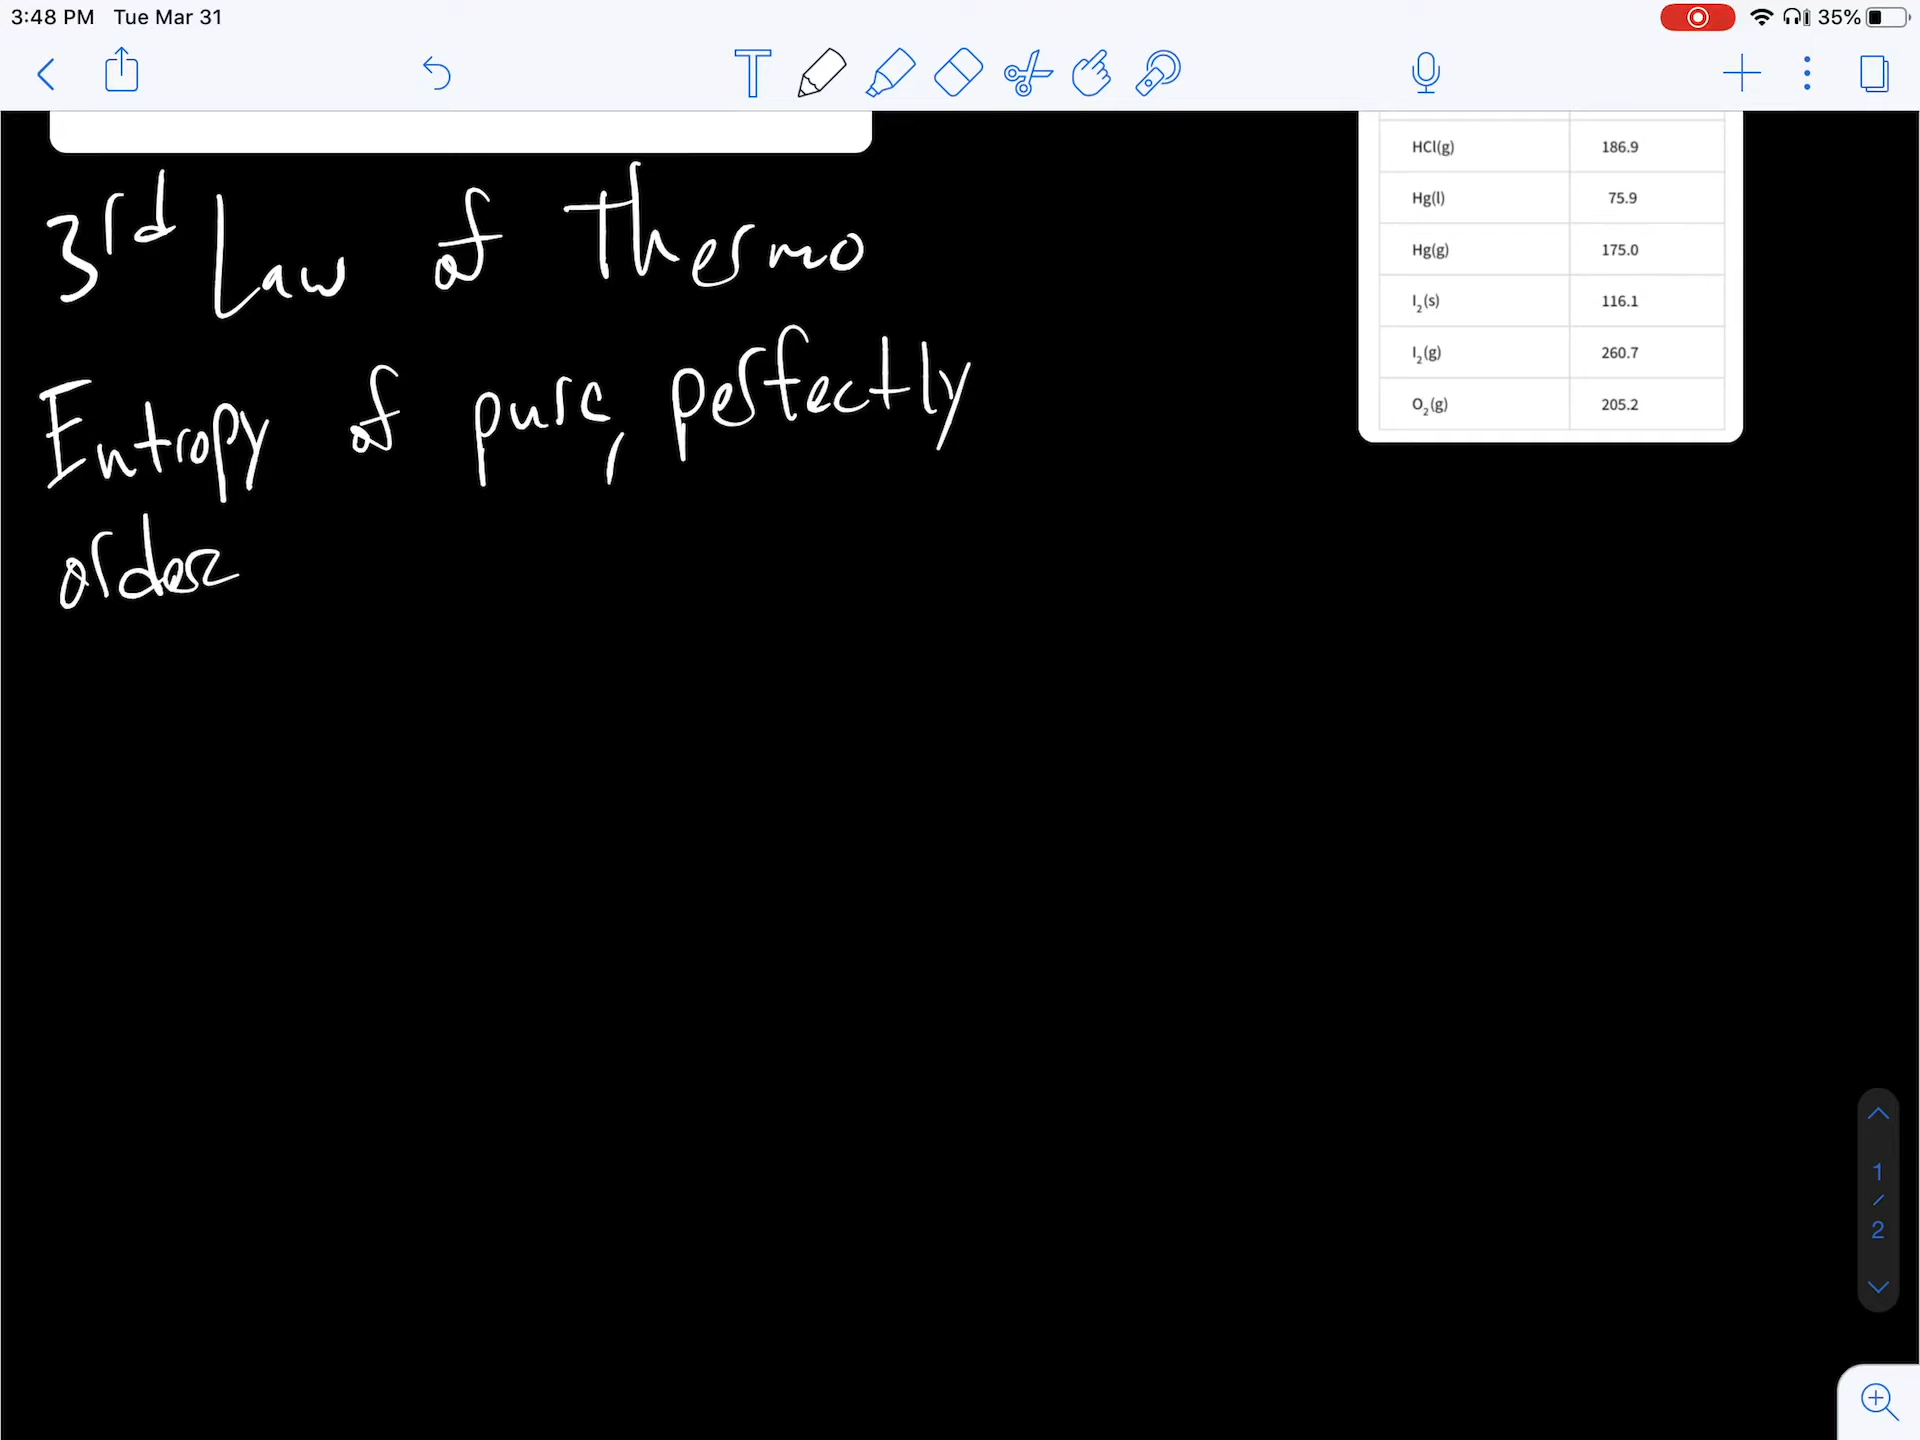 3:48 PM Tue Mar 31
35%
HCl(g) 186.9
Hg(l) 75.9
Hg(g) 175.0
I₂(s) 116.1
I₂(g) 260.7
O₂(g) 205.2
3rd Law of Thermo
Entropy of pure, perfectly
ordere
1
/
2